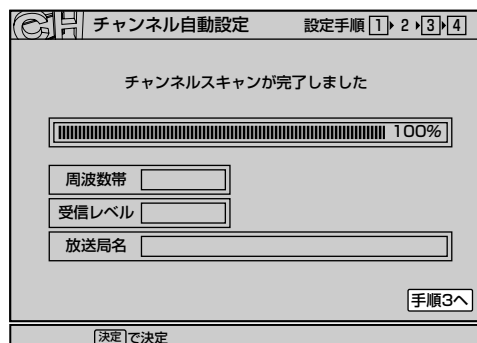 CH チャンネル自動設定 設定手順 1 2 3 4
チャンネルスキャンが完了しました
100%
周波数帯
受信レベル
放送局名
手順3へ
決定で決定